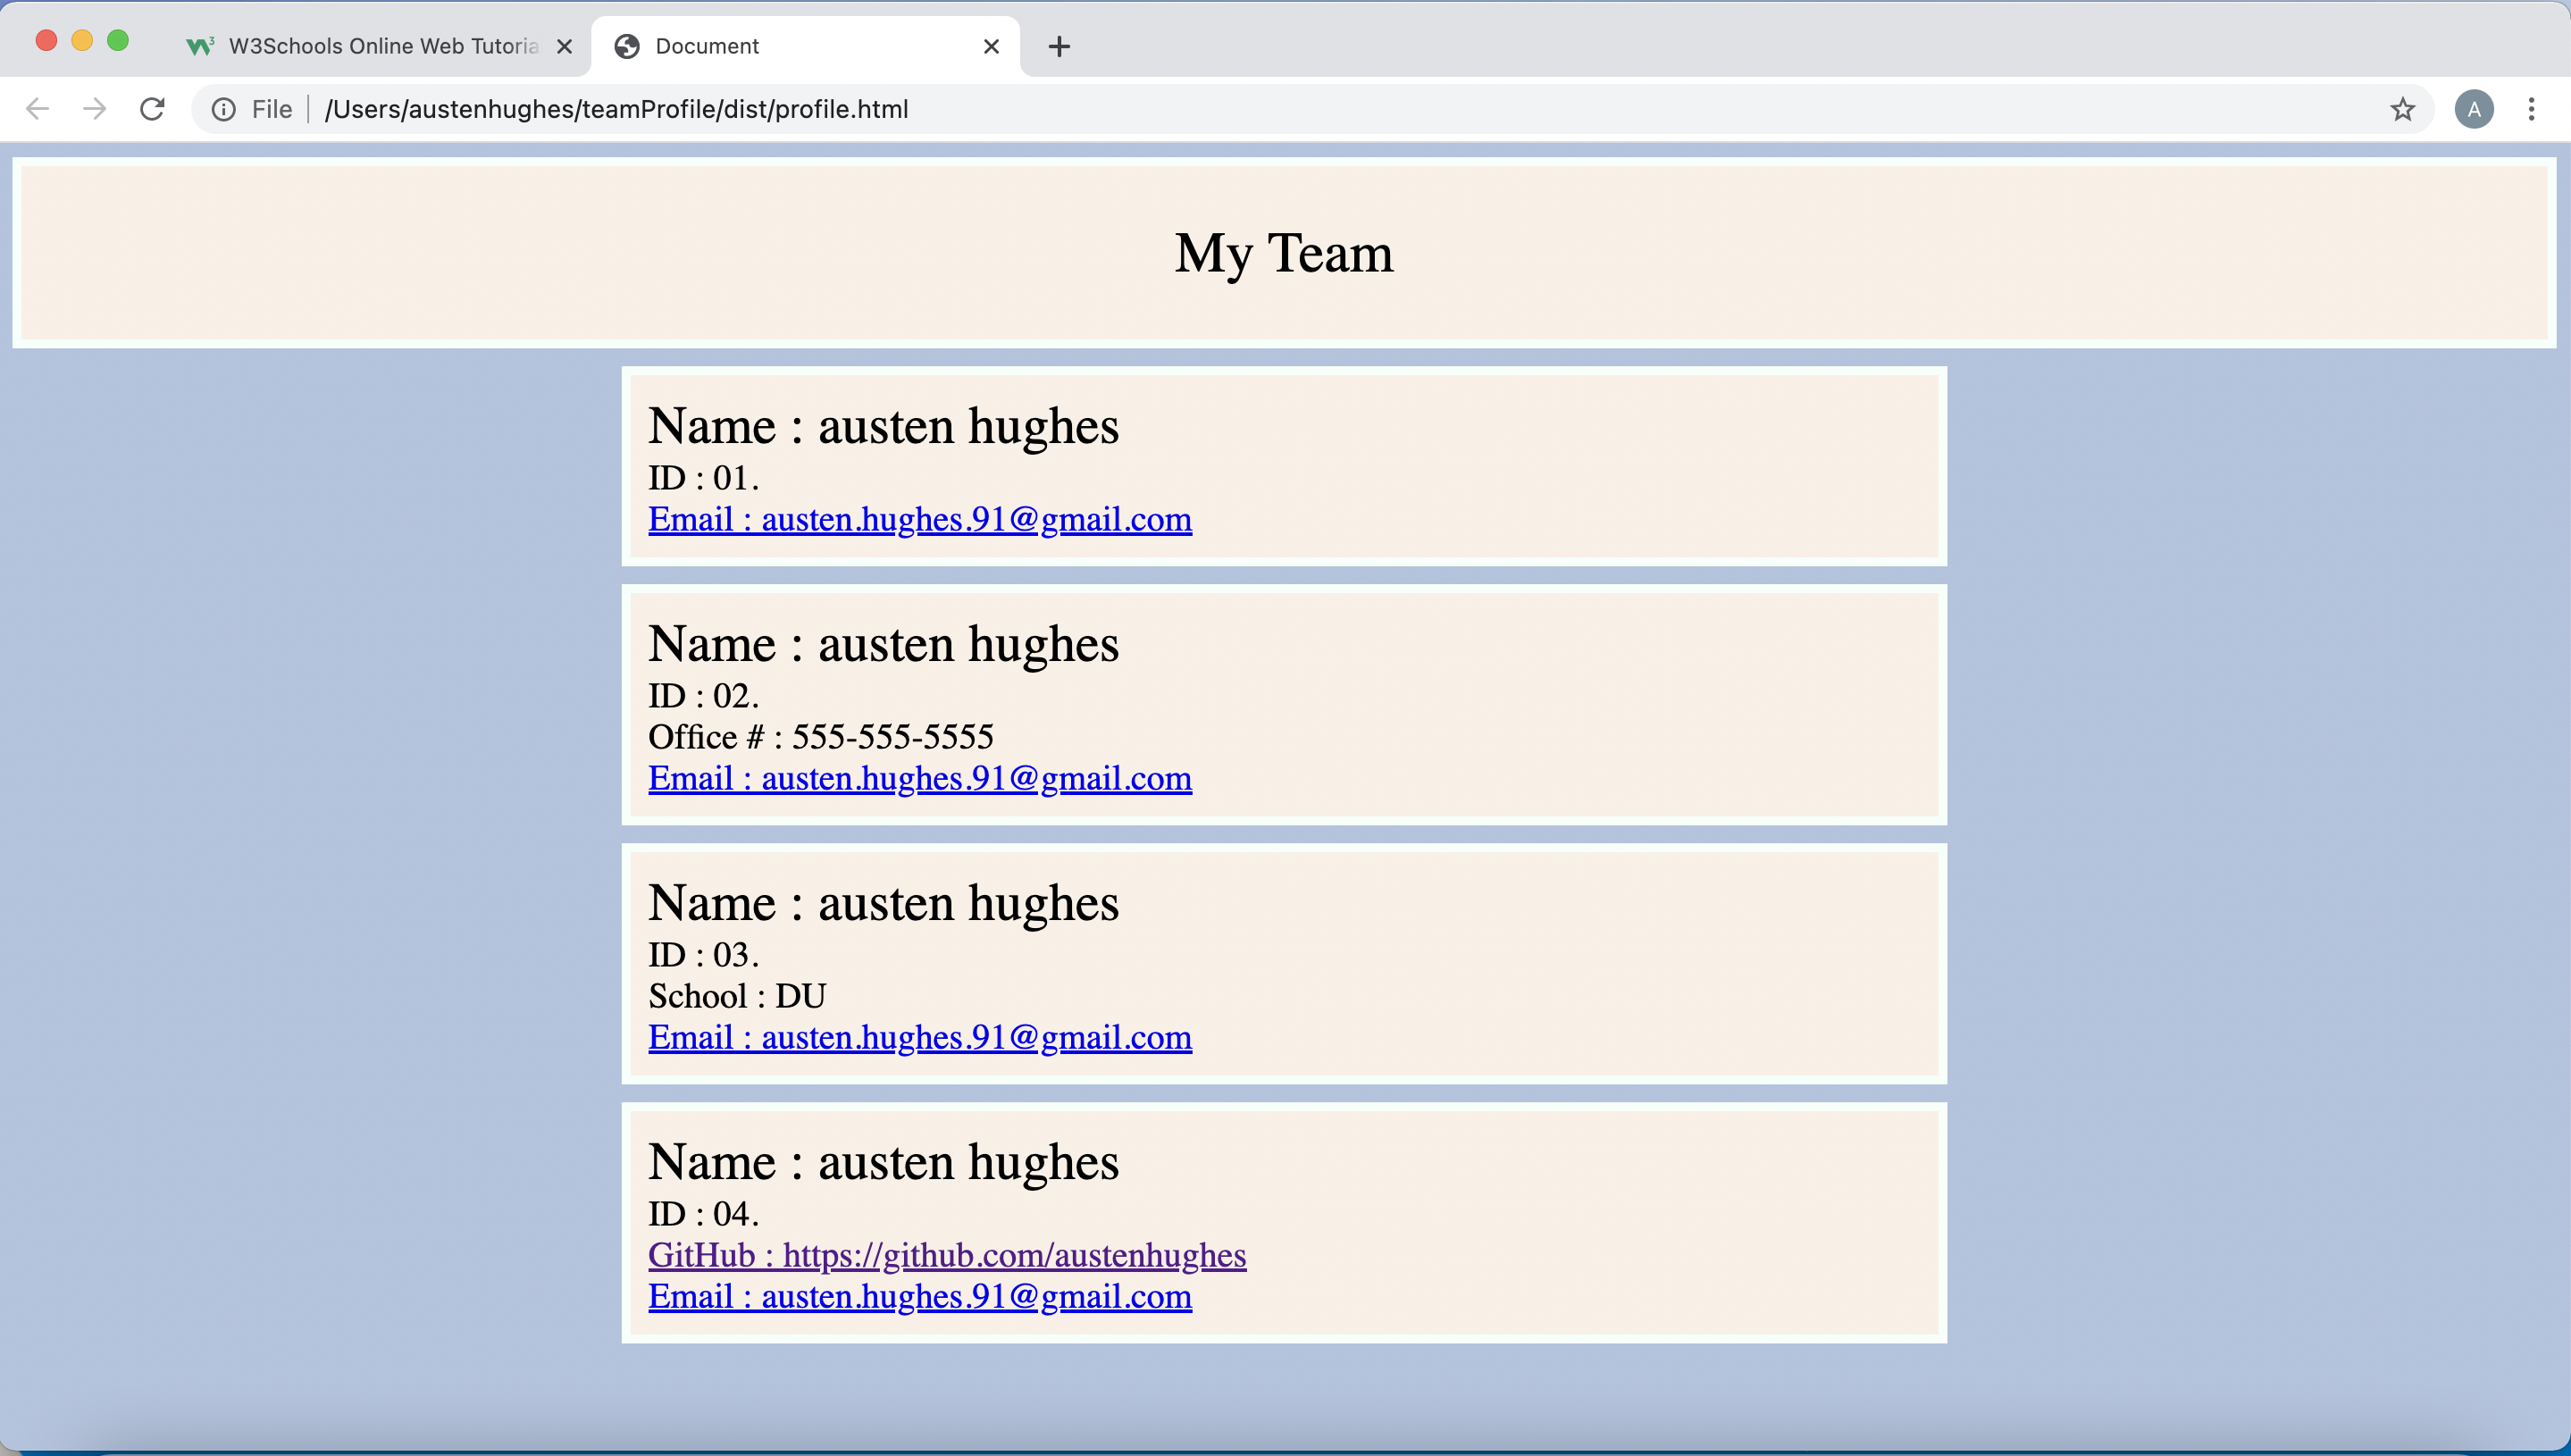 W3Schools Online Web Tutoria
Document
File /Users/austenhughes/teamProfile/dist/profile.html
A
My Team
Name : austen hughes
ID : 01.
Email : austen.hughes.91@gmail.com
Name : austen hughes
ID : 02.
Office # : 555-555-5555
Email : austen.hughes.91@gmail.com
Name : austen hughes
ID : 03.
School : DU
Email : austen.hughes.91@gmail.com
Name : austen hughes
ID : 04.
GitHub : https://github.com/austenhughes
Email : austen.hughes.91@gmail.com